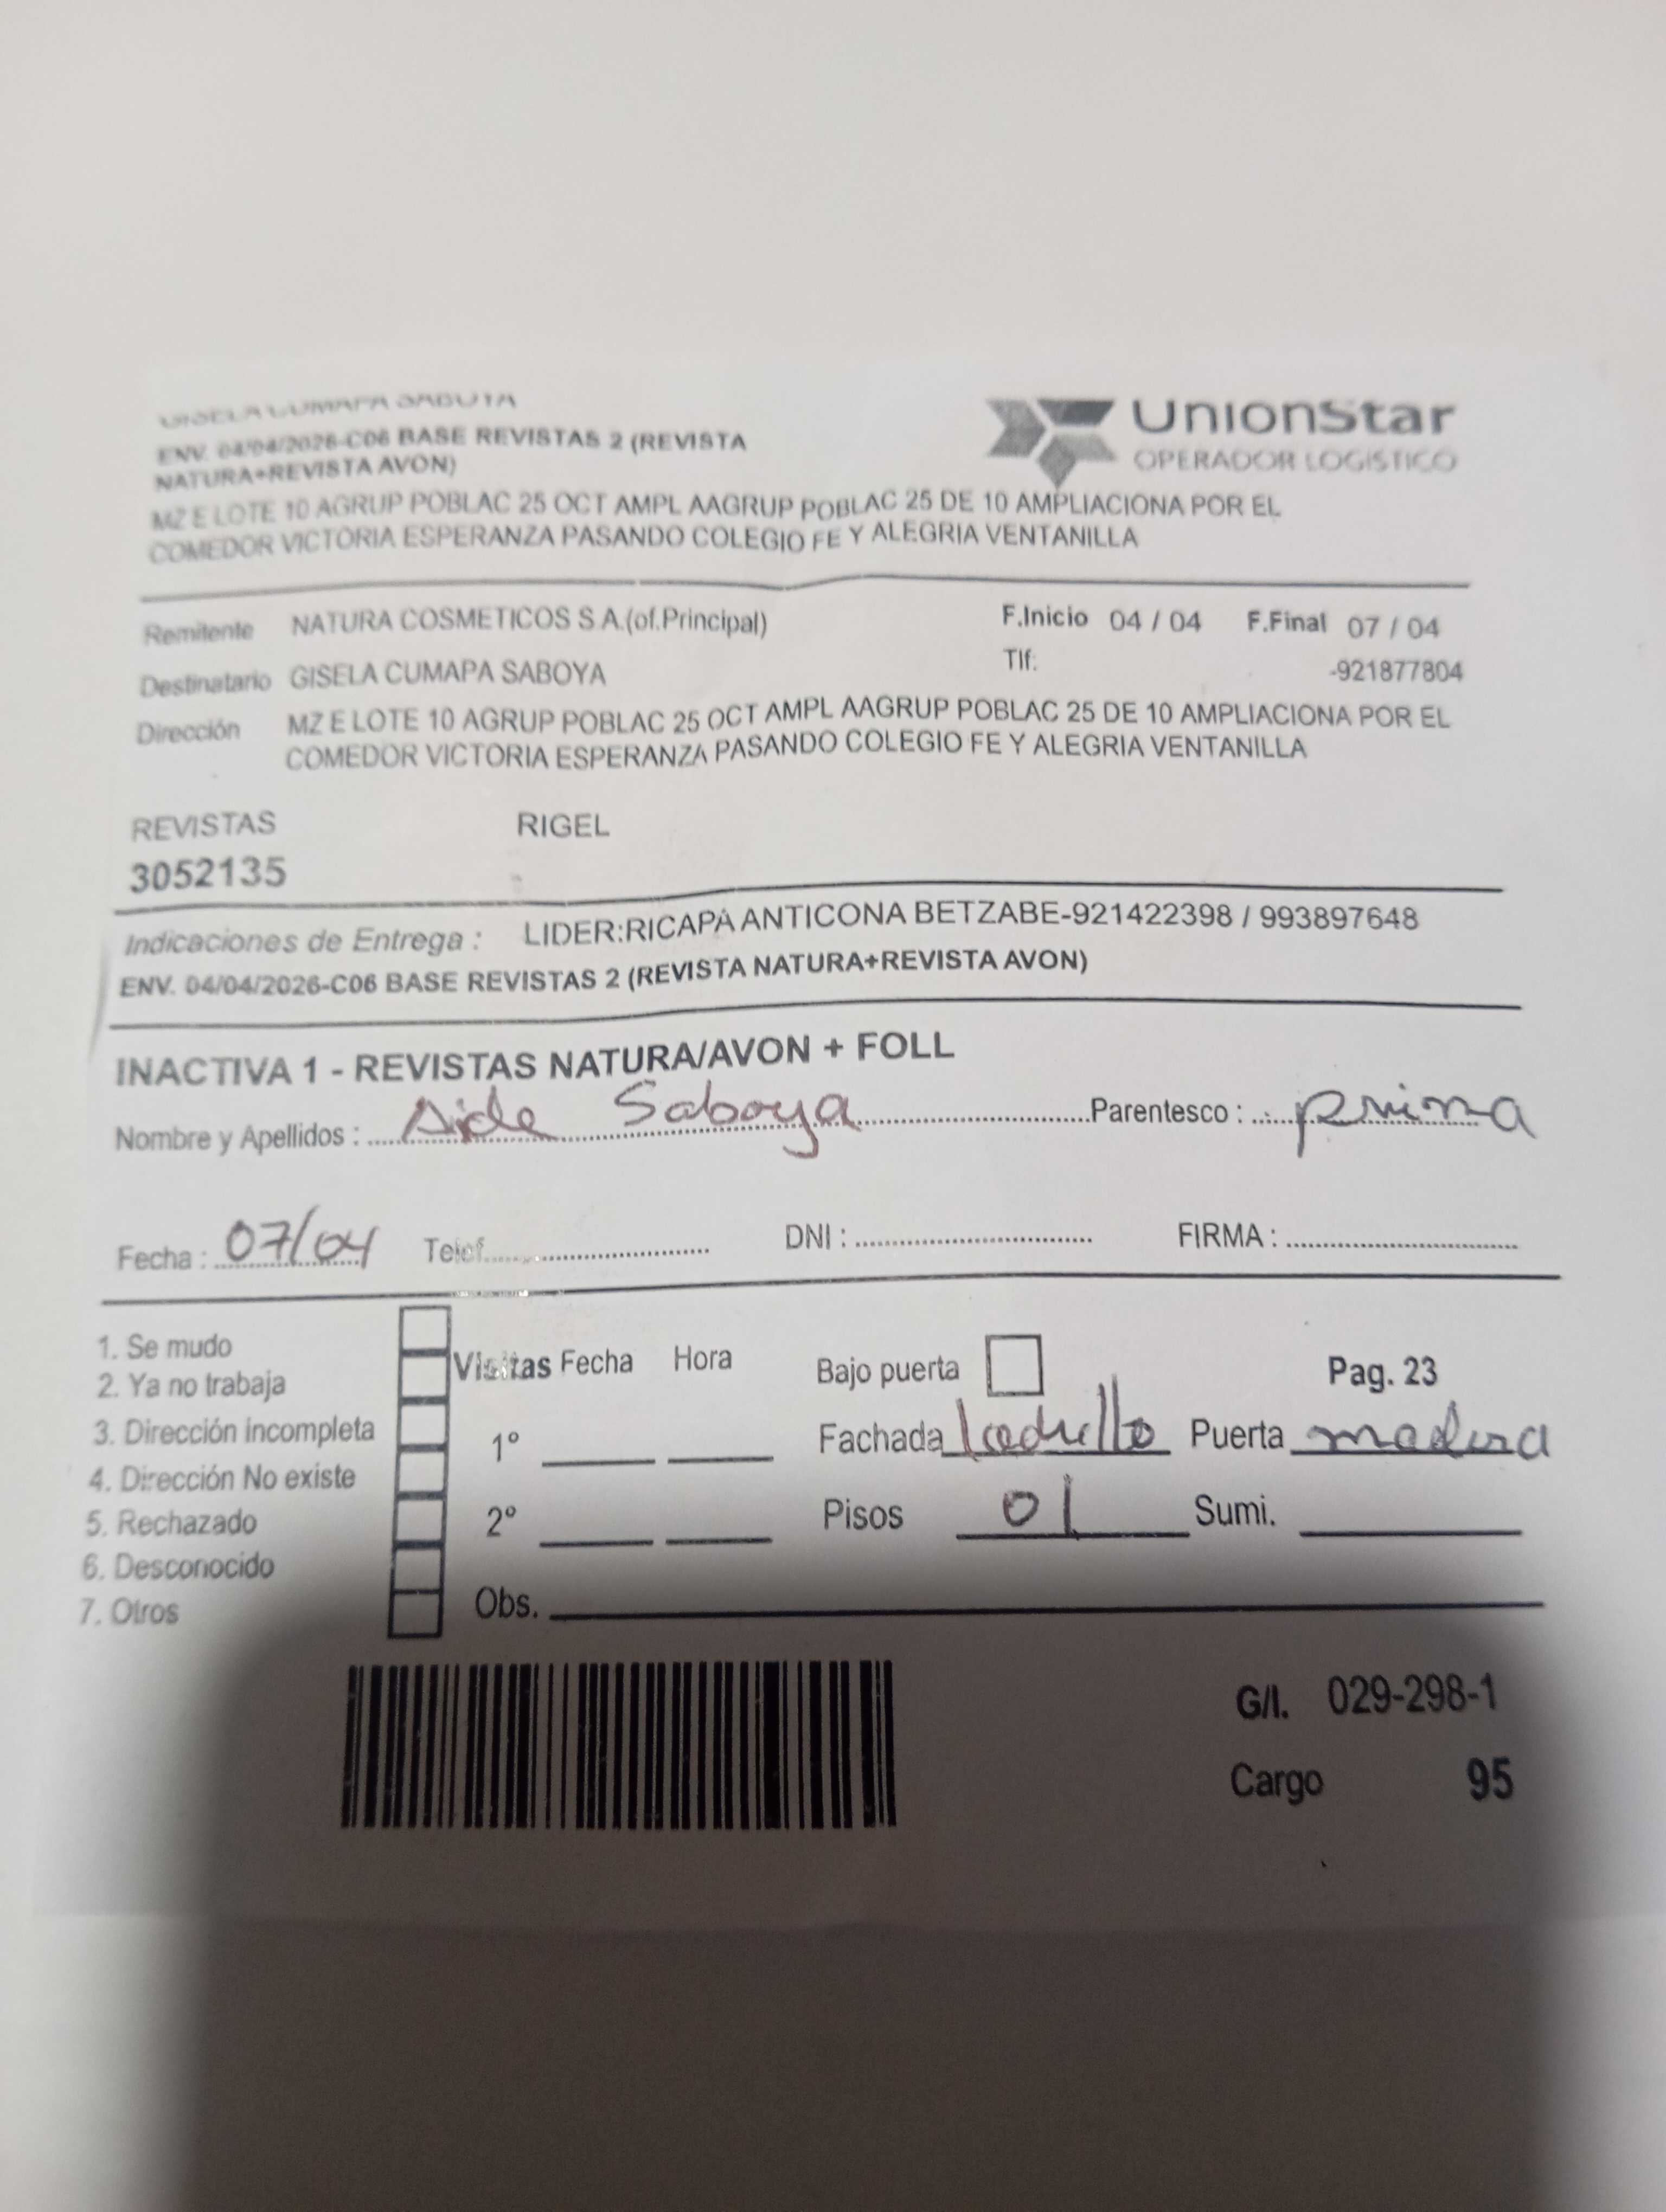 GISELA CUMAPA SABOYA
UnionStar
OPERADOR LOGISTICO
ENV. 04/04/2026-C06 BASE REVISTAS 2 (REVISTA
NATURA+REVISTA AVON)
MZ E LOTE 10 AGRUP POBLAC 25 OCT AMPL AAGRUP POBLAC 25 DE 10 AMPLIACIONA POR EL
COMEDOR VICTORIA ESPERANZA PASANDO COLEGIO FE Y ALEGRIA VENTANILLA
Remitente NATURA COSMETICOS S.A.(of.Principal) F.Inicio 04 / 04 F.Final 07 / 04
Destinatario GISELA CUMAPA SABOYA Tlf: -921877804
Dirección MZ E LOTE 10 AGRUP POBLAC 25 OCT AMPL AAGRUP POBLAC 25 DE 10 AMPLIACIONA POR EL
COMEDOR VICTORIA ESPERANZA PASANDO COLEGIO FE Y ALEGRIA VENTANILLA
REVISTAS RIGEL
3052135
Indicaciones de Entrega : LIDER:RICAPA ANTICONA BETZABE-921422398 / 993897648
ENV. 04/04/2026-C06 BASE REVISTAS 2 (REVISTA NATURA+REVISTA AVON)
INACTIVA 1 - REVISTAS NATURA/AVON + FOLL
Nombre y Apellidos : Aide Saboya Parentesco : prima
Fecha : 07/04 Telef. DNI : FIRMA :
1. Se mudo
2. Ya no trabaja
3. Dirección incompleta
4. Dirección No existe
5. Rechazado
6. Desconocido
7. Otros
Visitas Fecha Hora
1°
2°
Obs.
Bajo puerta Pag. 23
Fachada ladrillo Puerta madera
Pisos 01 Sumi.
G/I. 029-298-1
Cargo 95